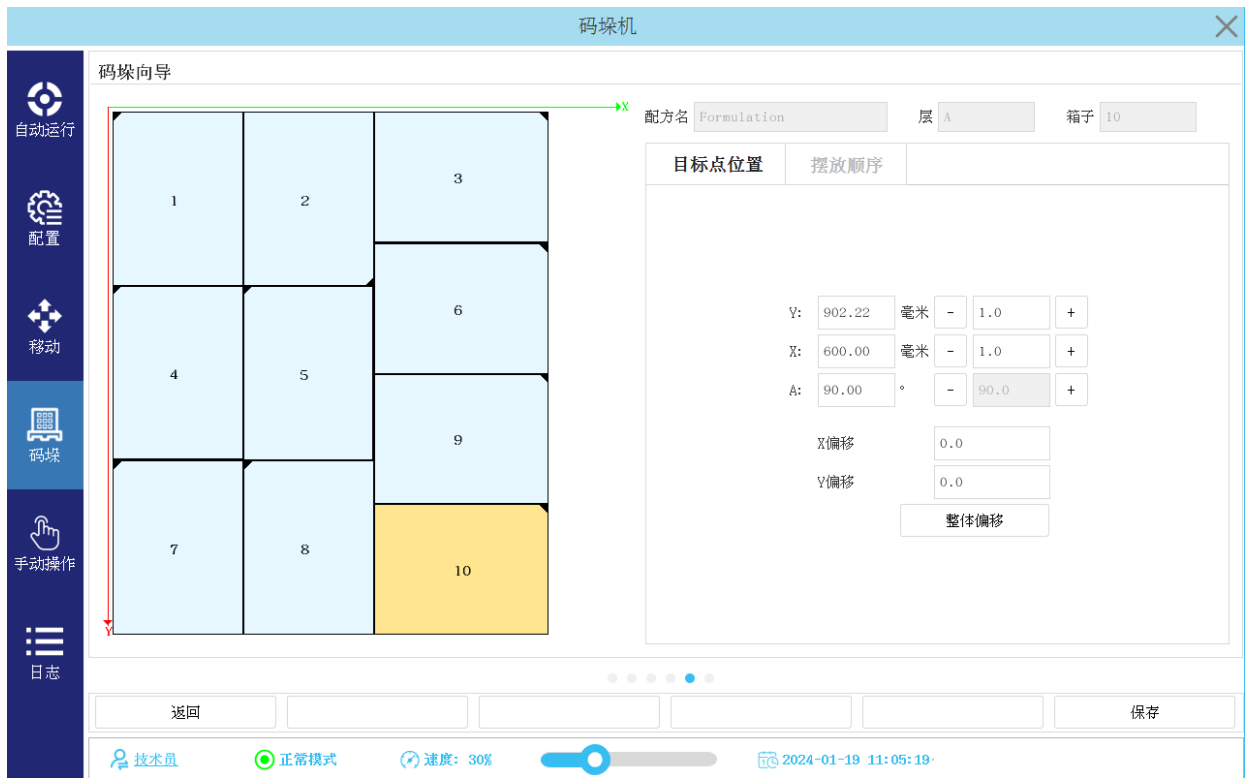 码垛机
码垛向导
自动运行
配置
移动
码垛
手动操作
日志
X
Y
1
2
3
4
5
6
7
8
9
10
配方名 Formulation 层 A 箱子 10
目标点位置 摆放顺序
Y: 902.22 毫米 - 1.0 +
X: 600.00 毫米 - 1.0 +
A: 90.00 ° - 90.0 +
X偏移 0.0
Y偏移 0.0
整体偏移
返回 保存
技术员 正常模式 速度: 30% 2024-01-19 11:05:19